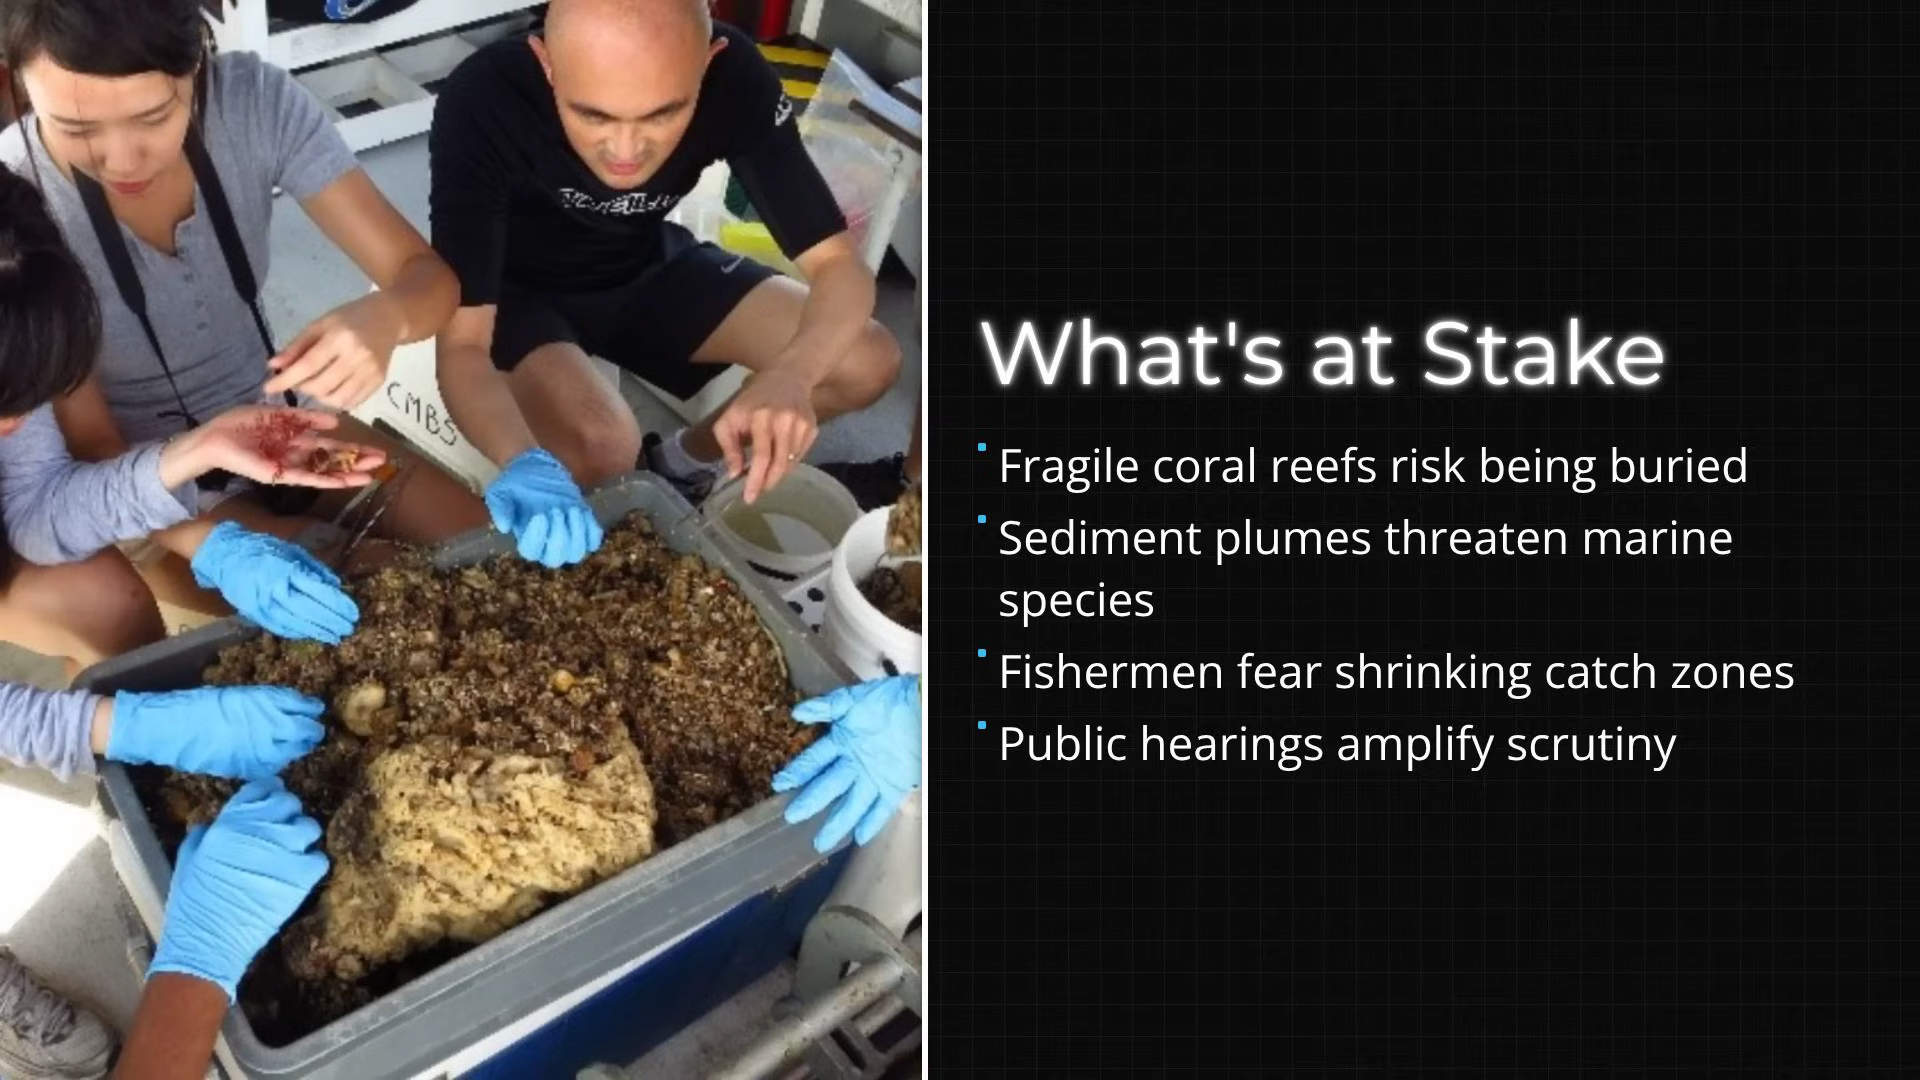 CMBS
What's at Stake
Fragile coral reefs risk being buried
Sediment plumes threaten marine
species
Fishermen fear shrinking catch zones
Public hearings amplify scrutiny